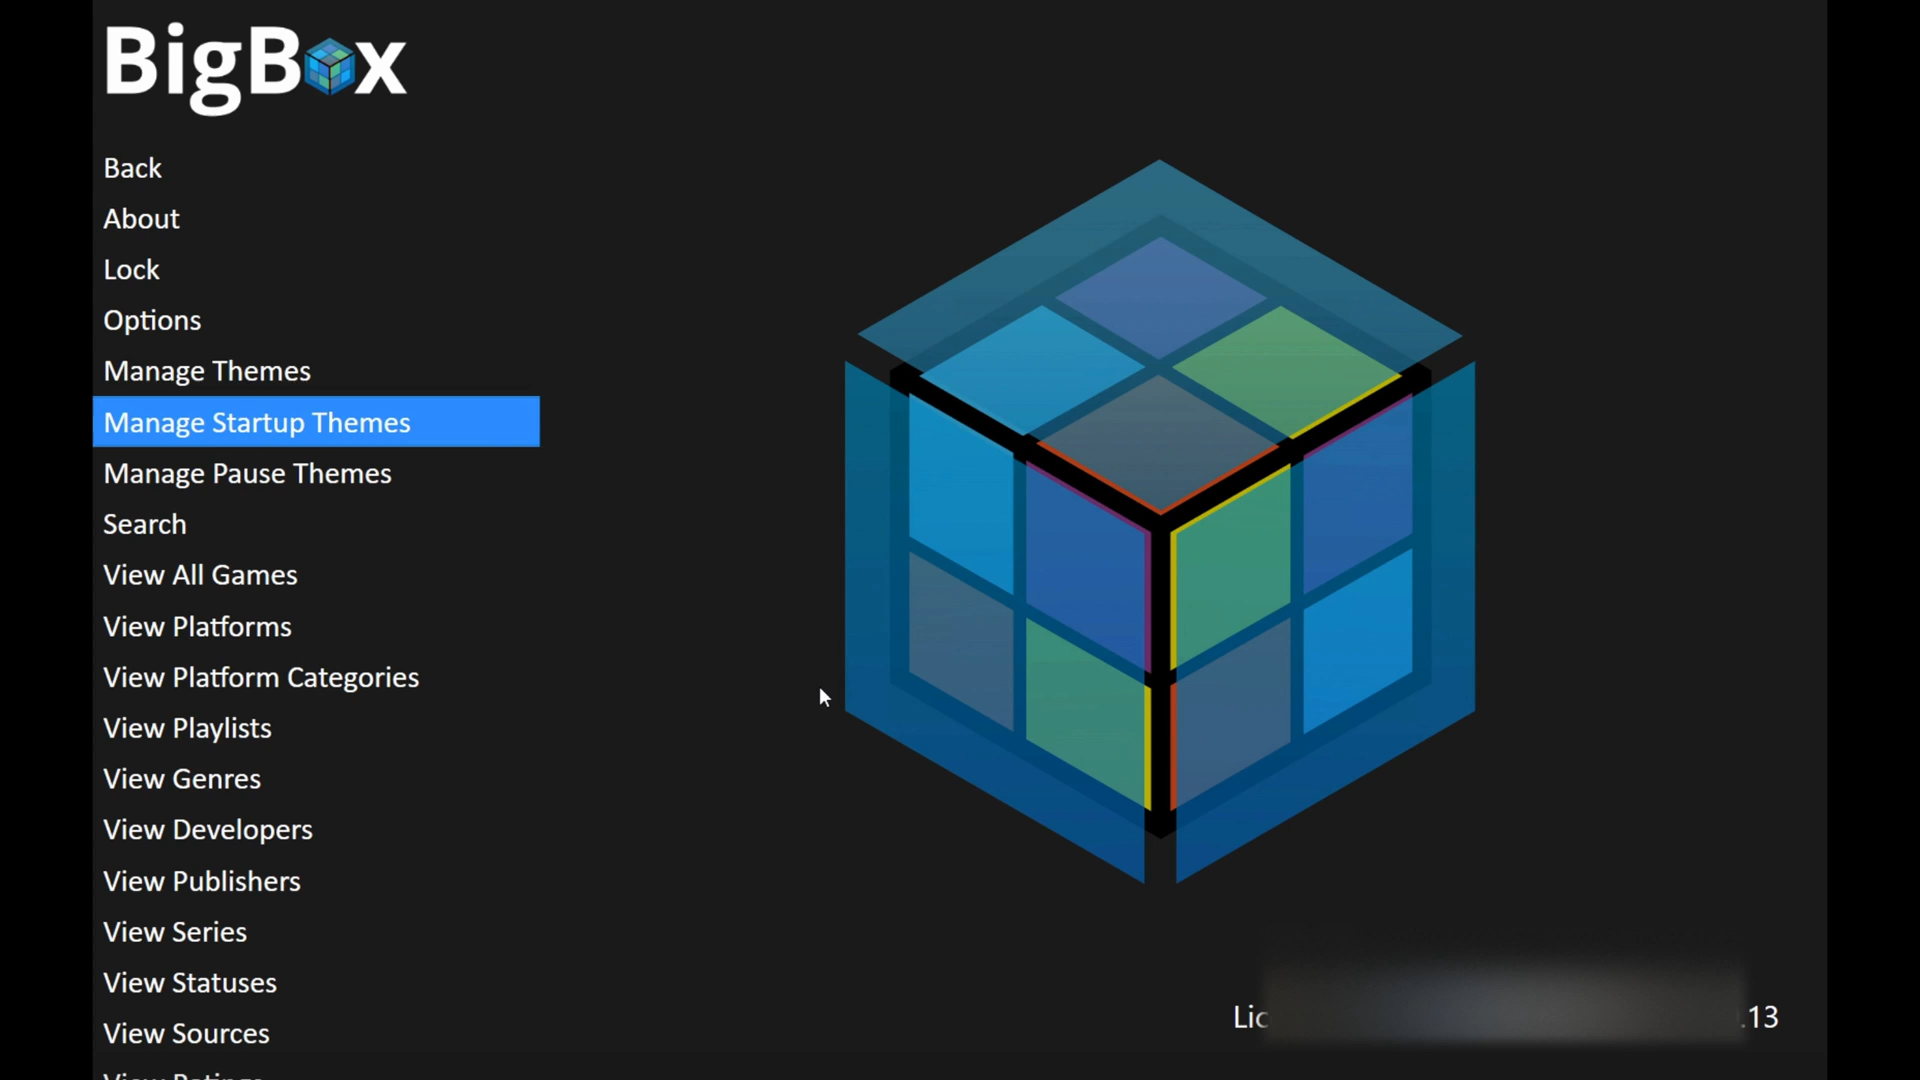 BigBox
Back
About
Lock
Options
Manage Themes
Manage Startup Themes
Manage Pause Themes
Search
View All Games
View Platforms
View Platform Categories
View Playlists
View Genres
View Developers
View Publishers
View Series
View Statuses
View Sources
.13